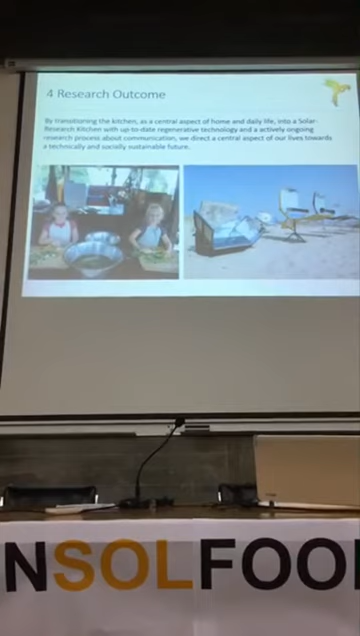 4 Research Outcome
By transitioning the kitchen, as a central aspect of home and daily life, into a Solar-
Research Kitchen with up-to-date regenerative technology and a actively ongoing
research process about communication, we direct a central aspect of our lives towards
a technically and socially sustainable future.
NSOLFOO